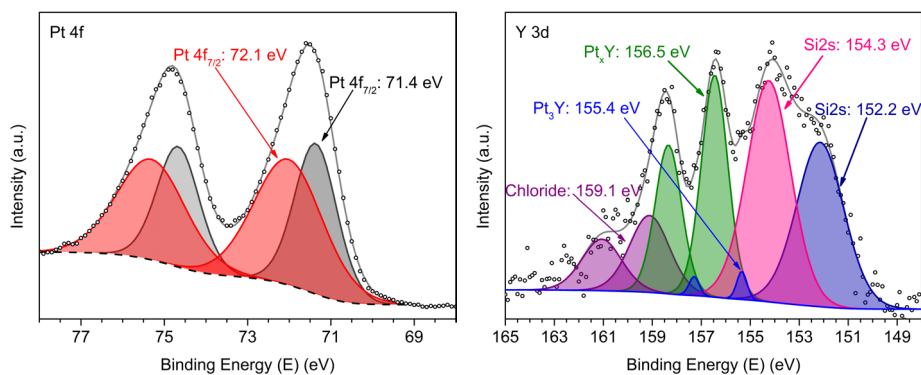 Pt 4f
Pt 4f7/2: 72.1 eV
Pt 4f7/2: 71.4 eV
Intensity (a.u.)
77 75 73 71 69
Binding Energy (E) (eV)
Y 3d
PtxY: 156.5 eV
Si2s: 154.3 eV
Pt3Y: 155.4 eV
Si2s: 152.2 eV
Chloride: 159.1 eV
Intensity (a.u.)
165 163 161 159 157 155 153 151 149
Binding Energy (E) (eV)